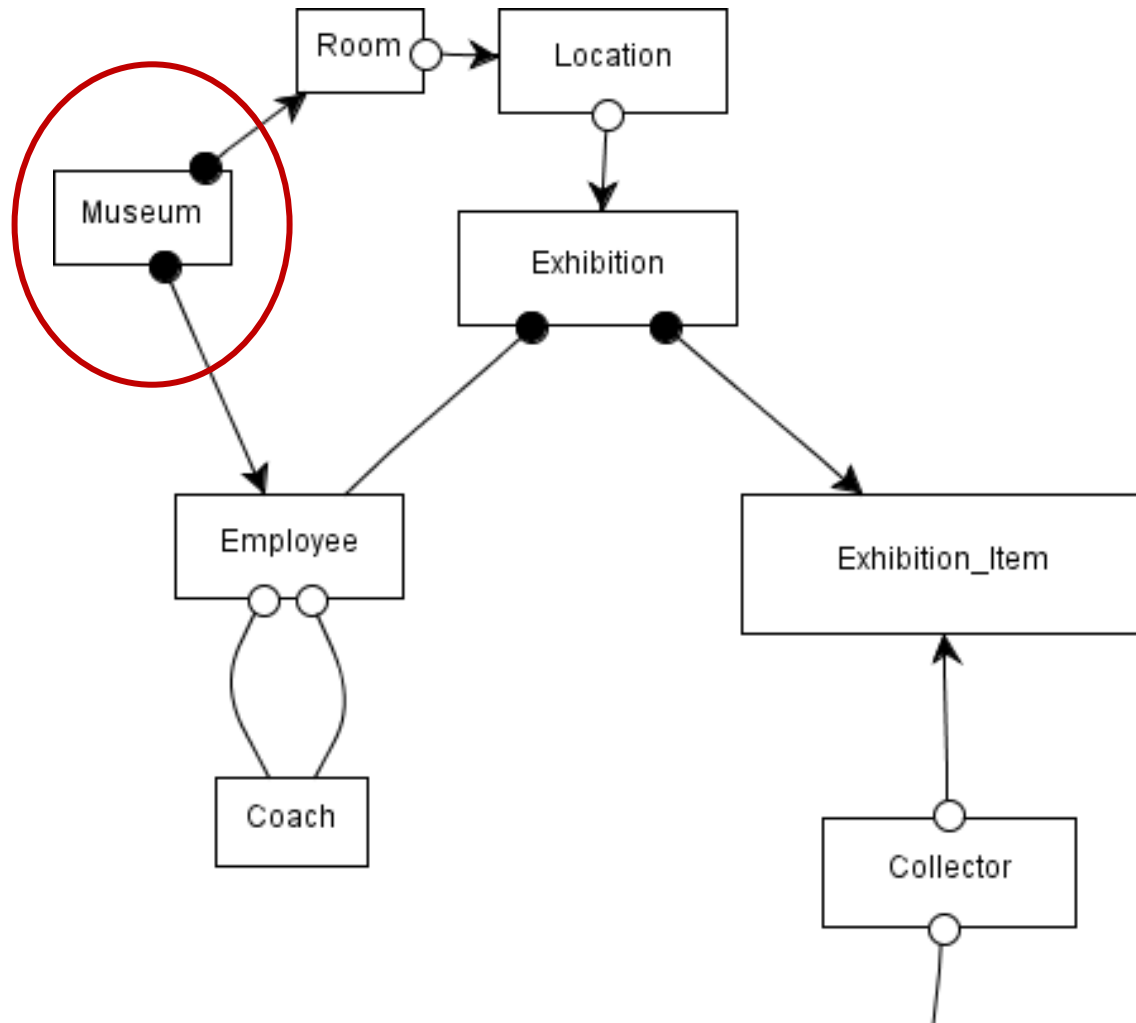 Room
Location
Museum
Exhibition
Employee
Exhibition_Item
Coach
Collector